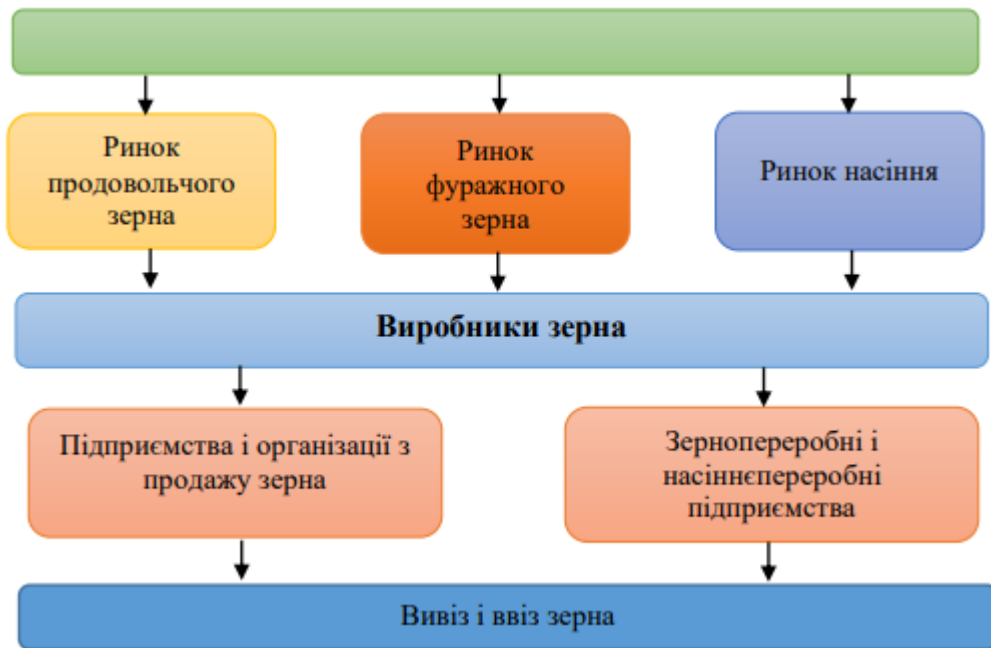 Ринок
продовольчого
зерна
Ринок
фуражного
зерна
Ринок насіння
Виробники зерна
Підприємства і організації з
продажу зерна
Зернопереробні і
насіннєпереробні
підприємства
Вивіз і ввіз зерна